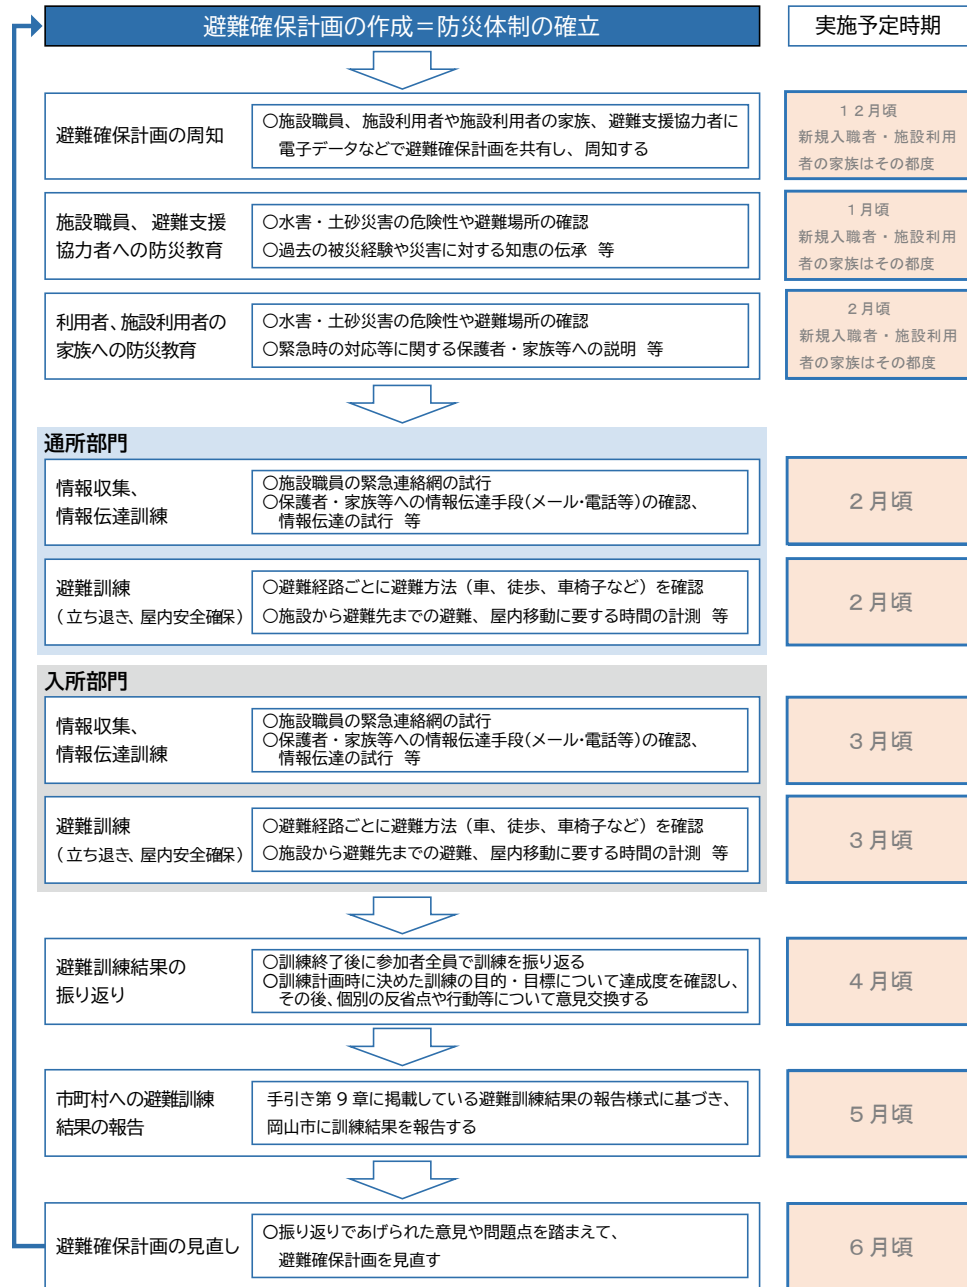 避難確保計画の作成＝防災体制の確立
実施予定時期
避難確保計画の周知
○施設職員、施設利用者や施設利用者の家族、避難支援協力者に
電子データなどで避難確保計画を共有し、周知する
１２月頃
新規入職者・施設利用
者の家族はその都度
施設職員、避難支援
協力者への防災教育
○水害・土砂災害の危険性や避難場所の確認
○過去の被災経験や災害に対する知恵の伝承 等
１月頃
新規入職者・施設利用
者の家族はその都度
利用者、施設利用者の
家族への防災教育
○水害・土砂災害の危険性や避難場所の確認
○緊急時の対応等に関する保護者・家族等への説明 等
２月頃
新規入職者・施設利用
者の家族はその都度
通所部門
情報収集、
情報伝達訓練
○施設職員の緊急連絡網の試行
○保護者・家族等への情報伝達手段(メール・電話等)の確認、
情報伝達の試行 等
２月頃
避難訓練
（立ち退き、屋内安全確保）
○避難経路ごとに避難方法（車、徒歩、車椅子など）を確認
○施設から避難先までの避難、屋内移動に要する時間の計測 等
２月頃
入所部門
情報収集、
情報伝達訓練
○施設職員の緊急連絡網の試行
○保護者・家族等への情報伝達手段(メール・電話等)の確認、
情報伝達の試行 等
３月頃
避難訓練
（立ち退き、屋内安全確保）
○避難経路ごとに避難方法（車、徒歩、車椅子など）を確認
○施設から避難先までの避難、屋内移動に要する時間の計測 等
３月頃
避難訓練結果の
振り返り
○訓練終了後に参加者全員で訓練を振り返る
○訓練計画時に決めた訓練の目的・目標について達成度を確認し、
その後、個別の反省点や行動等について意見交換する
４月頃
市町村への避難訓練
結果の報告
手引き第９章に掲載している避難訓練結果の報告様式に基づき、
岡山市に訓練結果を報告する
５月頃
避難確保計画の見直し
○振り返りであげられた意見や問題点を踏まえて、
避難確保計画を見直す
６月頃